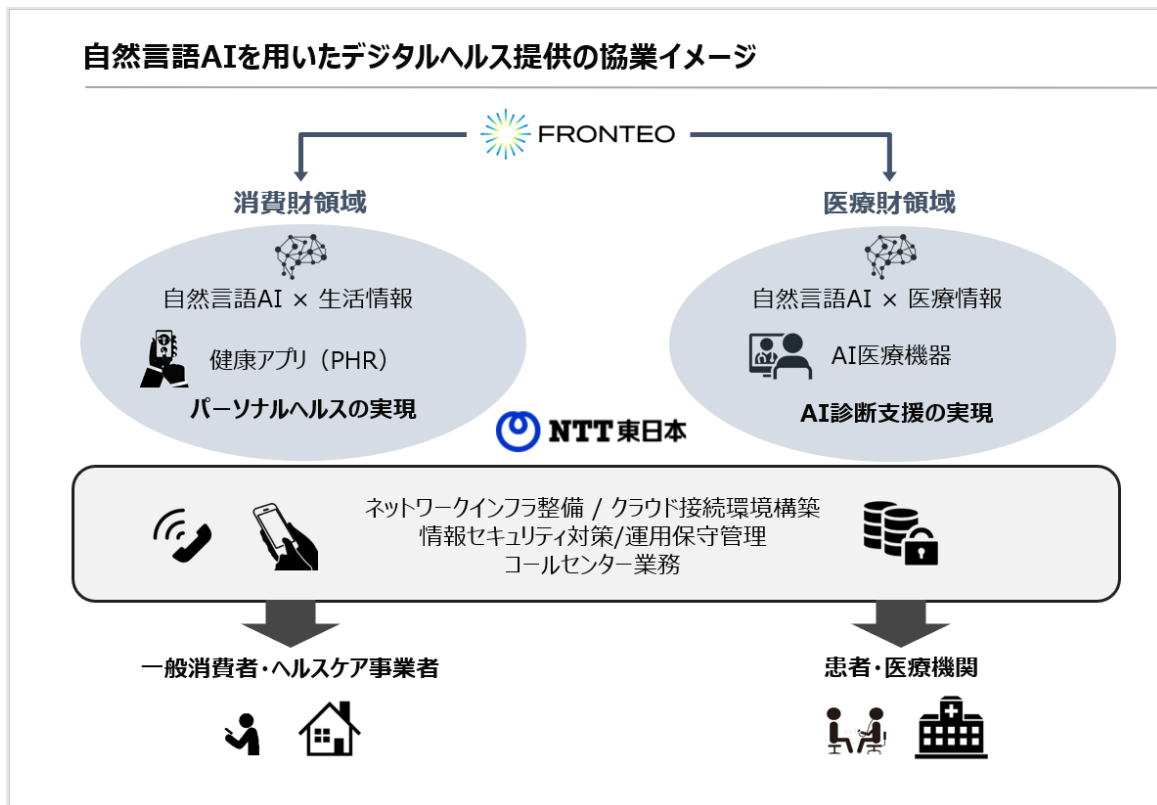 自然言語AIを用いたデジタルヘルス提供の協業イメージ
FRONTEO
消費財領域
医療財領域
自然言語AI × 生活情報
自然言語AI × 医療情報
健康アプリ（PHR）
AI医療機器
パーソナルヘルスの実現
AI診断支援の実現
NTT東日本
ネットワークインフラ整備 / クラウド接続環境構築
情報セキュリティ対策/運用保守管理
コールセンター業務
一般消費者・ヘルスケア事業者
患者・医療機関